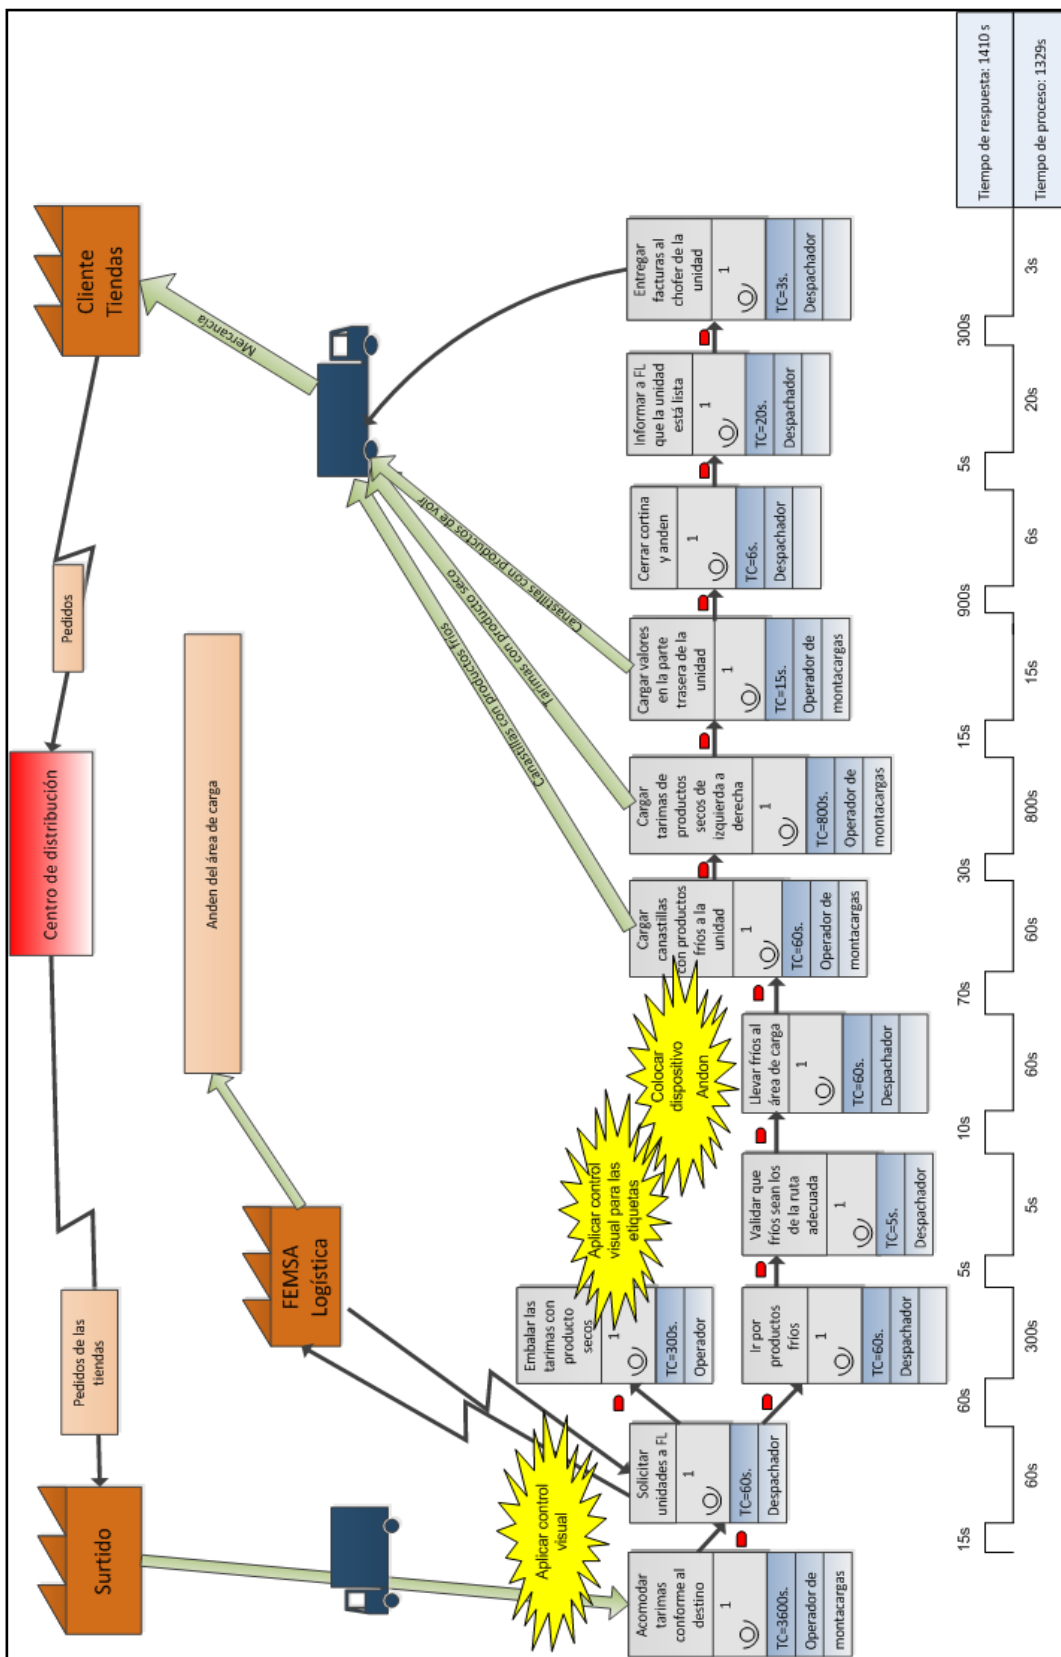 Surtido
Pedidos de las
tiendas
Centro de distribución
Pedidos
Cliente
Tiendas
FEMSA
Logística
Anden del área de carga
Mercancía
Canastillas con productos fríos
Tarimas con producto seco
Canastillas con productos de volr
Aplicar control
visual
Aplicar control
visual para las
etiquetas
Colocar
dispositivo
Andon
Acomodar
tarimas
conforme al
destino
1
TC=3600s.
Operador de
montacargas
Solicitar
unidades a FL
1
TC=60s.
Despachador
Embalar las
tarimas con
producto
secos
1
TC=300s.
Operador
Ir por
productos
fríos
1
TC=60s.
Despachador
Validar que
fríos sean los
de la ruta
adecuada
1
TC=5s.
Despachador
Llevar fríos al
área de carga
1
TC=60s.
Despachador
Cargar
canastillas
con productos
fríos a la
unidad
1
TC=60s.
Operador de
montacargas
Cargar
tarimas de
productos
secos de
izquierda a
derecha
1
TC=800s.
Operador de
montacargas
Cargar valores
en la parte
trasera de la
unidad
1
TC=15s.
Operador de
montacargas
Cerrar cortina
y anden
1
TC=6s.
Despachador
Informar a FL
que la unidad
está lista
1
TC=20s.
Despachador
Entregar
facturas al
chofer de la
unidad
1
TC=3s.
Despachador
15s
60s
60s
300s
5s
5s
10s
60s
70s
60s
30s
800s
15s
15s
900s
6s
5s
20s
300s
3s
Tiempo de respuesta: 1410 s
Tiempo de proceso: 1329s